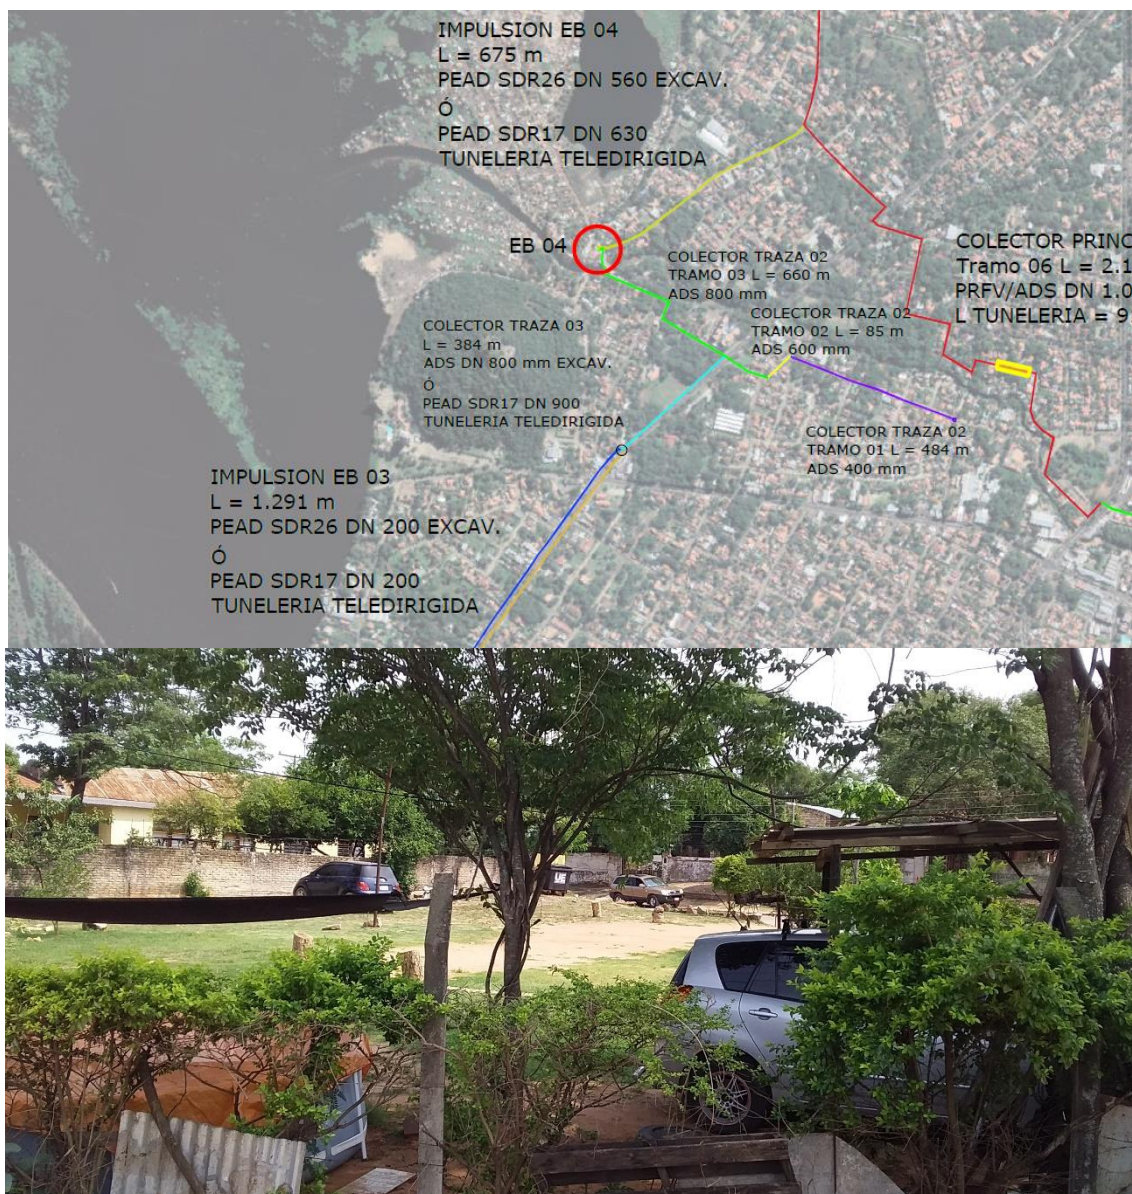 IMPULSION EB 04
L = 675 m
PEAD SDR26 DN 560 EXCAV.
Ó
PEAD SDR17 DN 630
TUNELERIA TELEDIRIGIDA
EB 04
COLECTOR TRAZA 02
TRAMO 03 L = 660 m
ADS 800 mm
COLECTOR PRINC
Tramo 06 L = 2.1
PRFV/ADS DN 1.0
L TUNELERIA = 9
COLECTOR TRAZA 02
TRAMO 02 L = 85 m
ADS 600 mm
COLECTOR TRAZA 03
L = 384 m
ADS DN 800 mm EXCAV.
Ó
PEAD SDR17 DN 900
TUNELERIA TELEDIRIGIDA
COLECTOR TRAZA 02
TRAMO 01 L = 484 m
ADS 400 mm
IMPULSION EB 03
L = 1.291 m
PEAD SDR26 DN 200 EXCAV.
Ó
PEAD SDR17 DN 200
TUNELERIA TELEDIRIGIDA